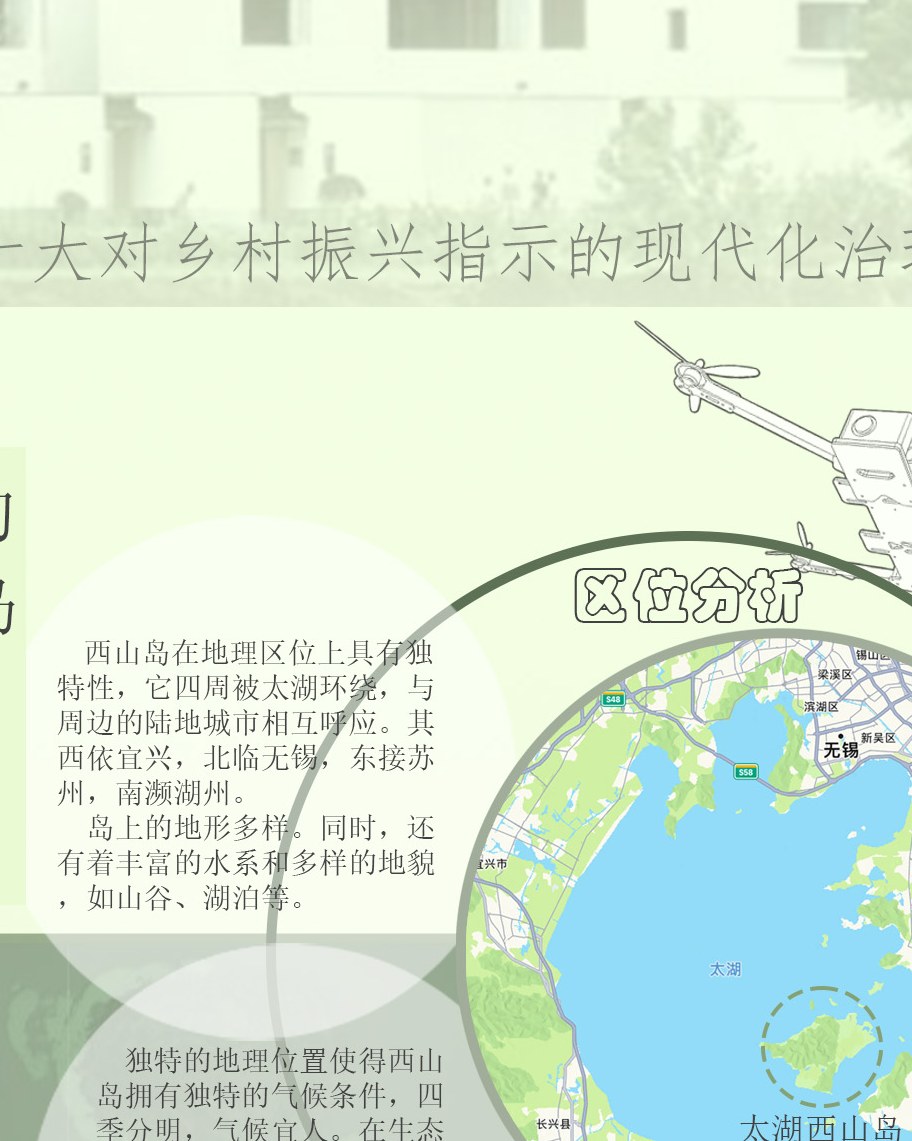 十大对乡村振兴指示的现代化治理
岛
区位分析
西山岛在地理区位上具有独
特性，它四周被太湖环绕，与
周边的陆地城市相互呼应。其
西依宜兴，北临无锡，东接苏
州，南濒湖州。
岛上的地形多样。同时，还
有着丰富的水系和多样的地貌
，如山谷、湖泊等。
锡山区
梁溪区
S48
滨湖区
新吴区
无锡
S58
宜兴市
太湖
独特的地理位置使得西山
岛拥有独特的气候条件，四
季分明，气候宜人。在生态
长兴县
太湖西山岛